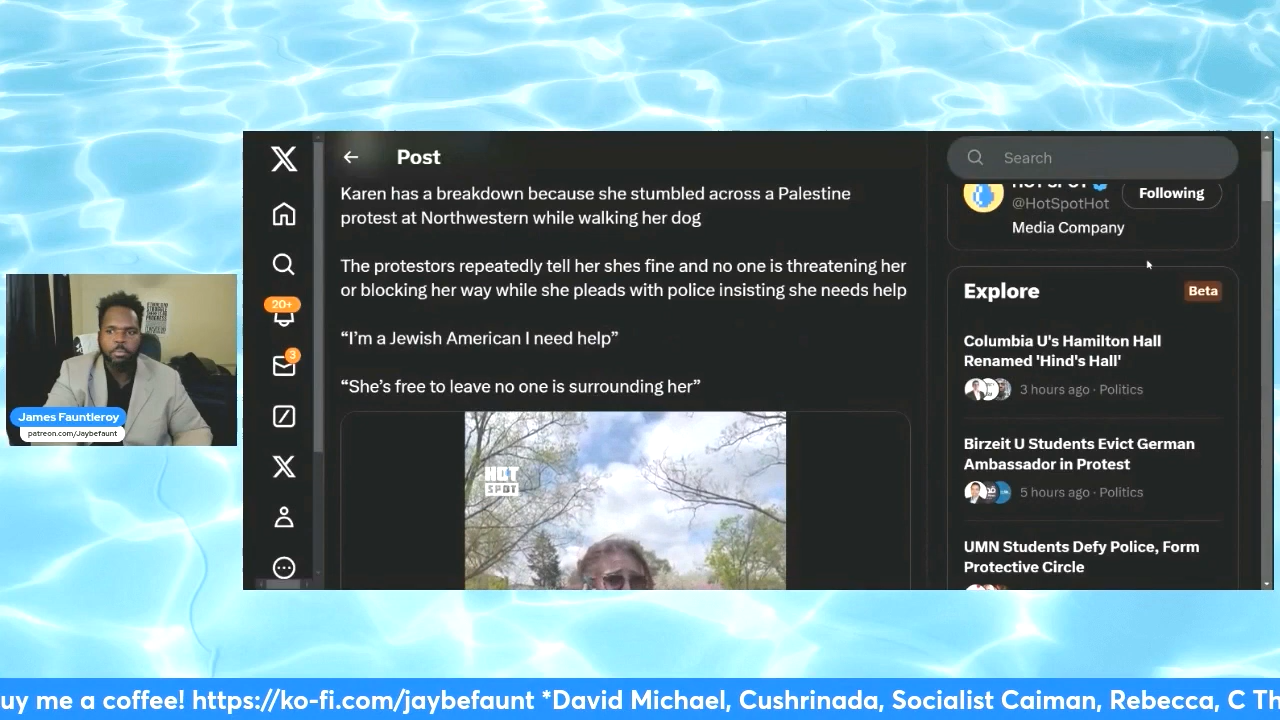 Post
Karen has a breakdown because she stumbled across a Palestine
protest at Northwestern while walking her dog
The protestors repeatedly tell her shes fine and no one is threatening her
or blocking her way while she pleads with police insisting she needs help
“I’m a Jewish American I need help”
“She’s free to leave no one is surrounding her”
HOT
SPOT
20+
3
Search
HOT SPOT
@HotSpotHot
Following
Media Company
Explore
Beta
Columbia U's Hamilton Hall
Renamed 'Hind's Hall'
3 hours ago · Politics
Birzeit U Students Evict German
Ambassador in Protest
5 hours ago · Politics
UMN Students Defy Police, Form
Protective Circle
James Fauntleroy
patreon.com/Jaybefaunt
uy me a coffee! https://ko-fi.com/jaybefaunt *David Michael, Cushrinada, Socialist Caiman, Rebecca, C Th